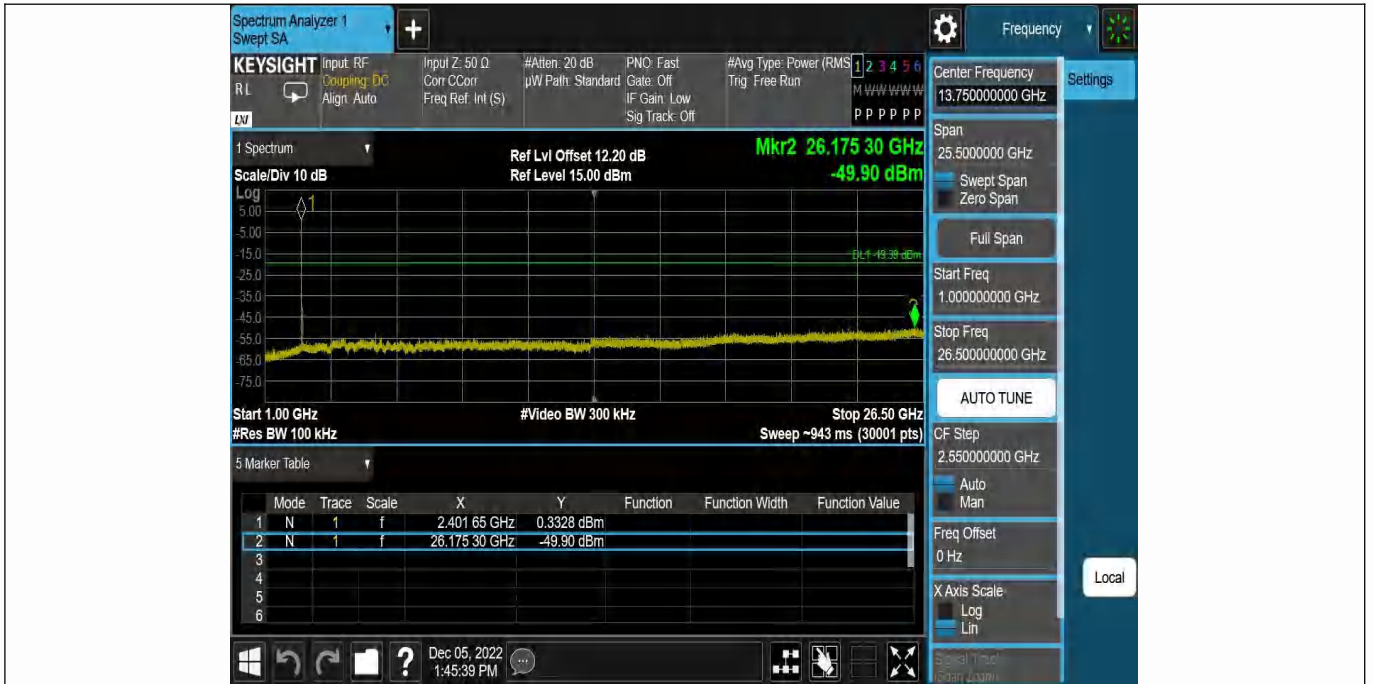 Spectrum Analyzer 1
Swept SA
Frequency
KEYSIGHT
RL
LXI
Input: RF
Coupling: DC
Align: Auto
Input Z: 50 Ω
Corr CCorr
Freq Ref: Int (S)
#Atten: 20 dB
µW Path: Standard
PNO: Fast
Gate: Off
IF Gain: Low
Sig Track: Off
#Avg Type: Power (RMS
Trig: Free Run
1 2 3 4 5 6
M W W W W W
P P P P P P
1 Spectrum
Scale/Div 10 dB
Ref Lvl Offset 12.20 dB
Ref Level 15.00 dBm
Mkr2 26.175 30 GHz
-49.90 dBm
Log
5.00
-5.00
-15.0
-25.0
-35.0
-45.0
-55.0
-65.0
-75.0
1
2
Start 1.00 GHz
#Res BW 100 kHz
#Video BW 300 kHz
Stop 26.50 GHz
Sweep ~943 ms (30001 pts)
5 Marker Table
Mode Trace Scale X Y Function Function Width Function Value
1 N 1 f 2.401 65 GHz 0.3328 dBm
2 N 1 f 26.175 30 GHz -49.90 dBm
3
4
5
6
Dec 05, 2022
1:45:39 PM
Center Frequency
13.750000000 GHz
Settings
Span
25.5000000 GHz
Swept Span
Zero Span
Full Span
Start Freq
1.000000000 GHz
Stop Freq
26.500000000 GHz
AUTO TUNE
CF Step
2.550000000 GHz
Auto
Man
Freq Offset
0 Hz
X Axis Scale
Log
Lin
Local
Signal Track
(Span Zoom)